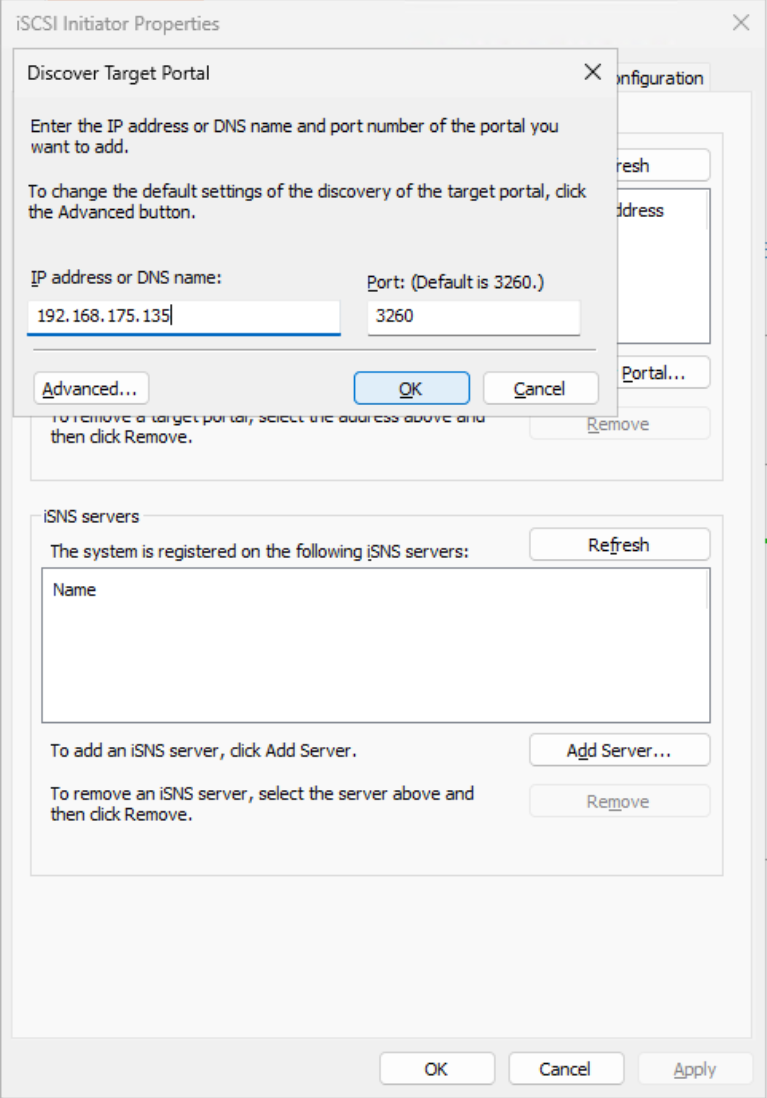 iSCSI Initiator Properties
Discover Target Portal
Enter the IP address or DNS name and port number of the portal you
want to add.
To change the default settings of the discovery of the target portal, click
the Advanced button.
IP address or DNS name:
Port: (Default is 3260.)
192.168.175.135
3260
Advanced...
OK
Cancel
Portal...
then click Remove.
Remove
iSNS servers
The system is registered on the following iSNS servers:
Refresh
Name
To add an iSNS server, click Add Server.
Add Server...
To remove an iSNS server, select the server above and
then click Remove.
Remove
OK
Cancel
Apply